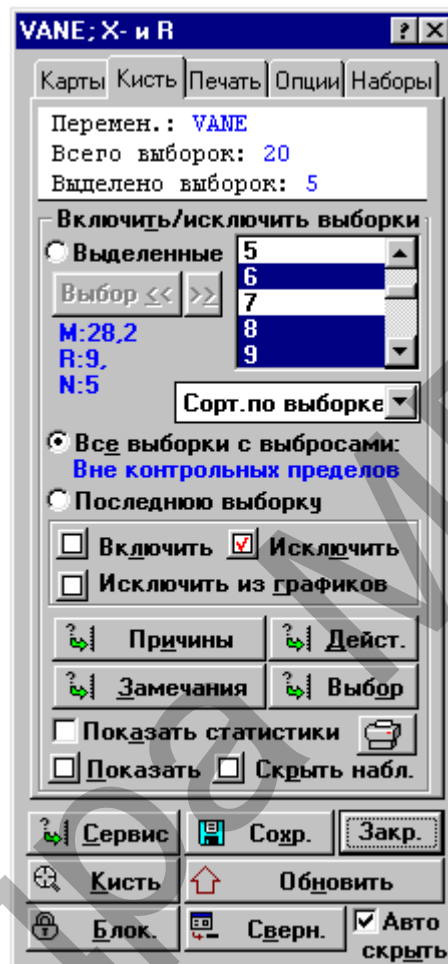 VANE; X- и R ? x
Карты Кисть Печать Опции Наборы
Перемен.: VANE
Всего выборок: 20
Выделено выборок: 5
Включить/исключить выборки
Выделенные
Выбор << >>
M:28,2
R:9,
N:5
5
6
7
8
9
Сорт.по выборке
Все выборки с выбросами:
Вне контрольных пределов
Последнюю выборку
Включить Исключить
Исключить из графиков
Причины Дейст.
Замечания Выбор
Показать статистики
Показать Скрыть набл.
Сервис Сохр. Закр.
Кисть Обновить
Блок. Сверн. Авто скрыть